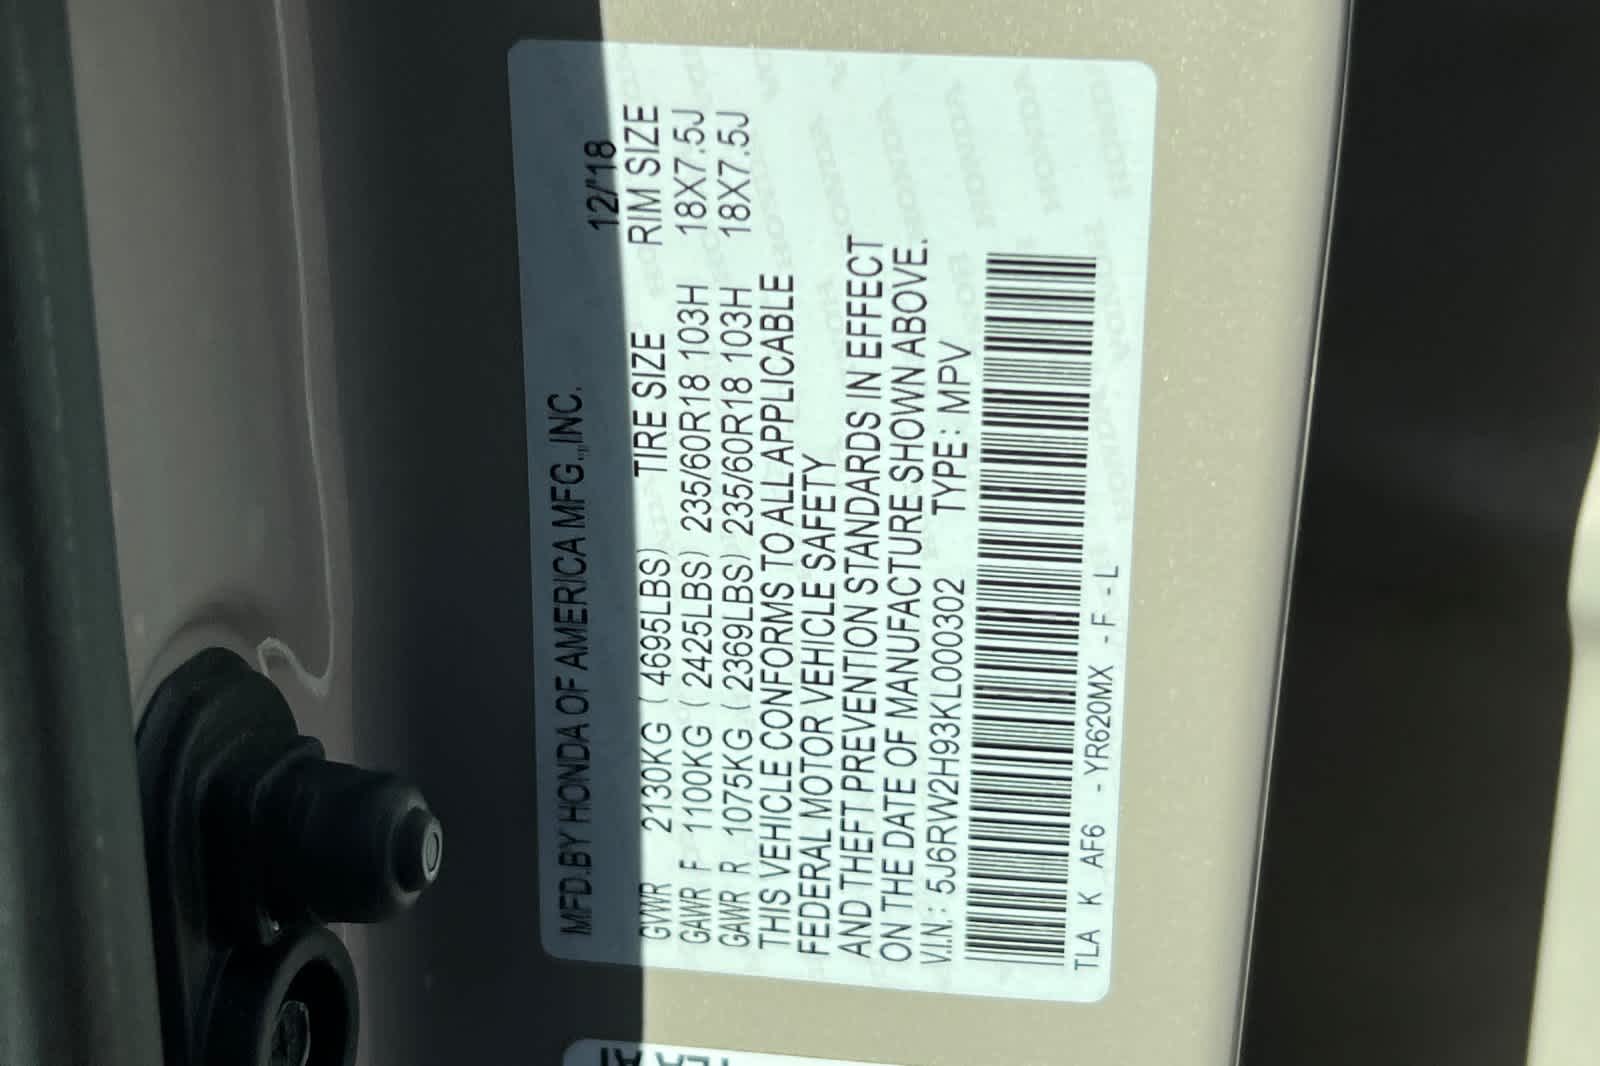 MFD.BY HONDA OF AMERICA MFG.,INC. 12/'18
GVWR 2130KG ( 4695LBS) TIRE SIZE RIM SIZE
GAWR F 1100KG ( 2425LBS) 235/60R18 103H 18X7.5J
GAWR R 1075KG ( 2369LBS) 235/60R18 103H 18X7.5J
THIS VEHICLE CONFORMS TO ALL APPLICABLE
FEDERAL MOTOR VEHICLE SAFETY
AND THEFT PREVENTION STANDARDS IN EFFECT
ON THE DATE OF MANUFACTURE SHOWN ABOVE.
V.I.N.: 5J6RW2H93KL000302 TYPE : MPV
TLA K AF6 - YR620MX - F - L